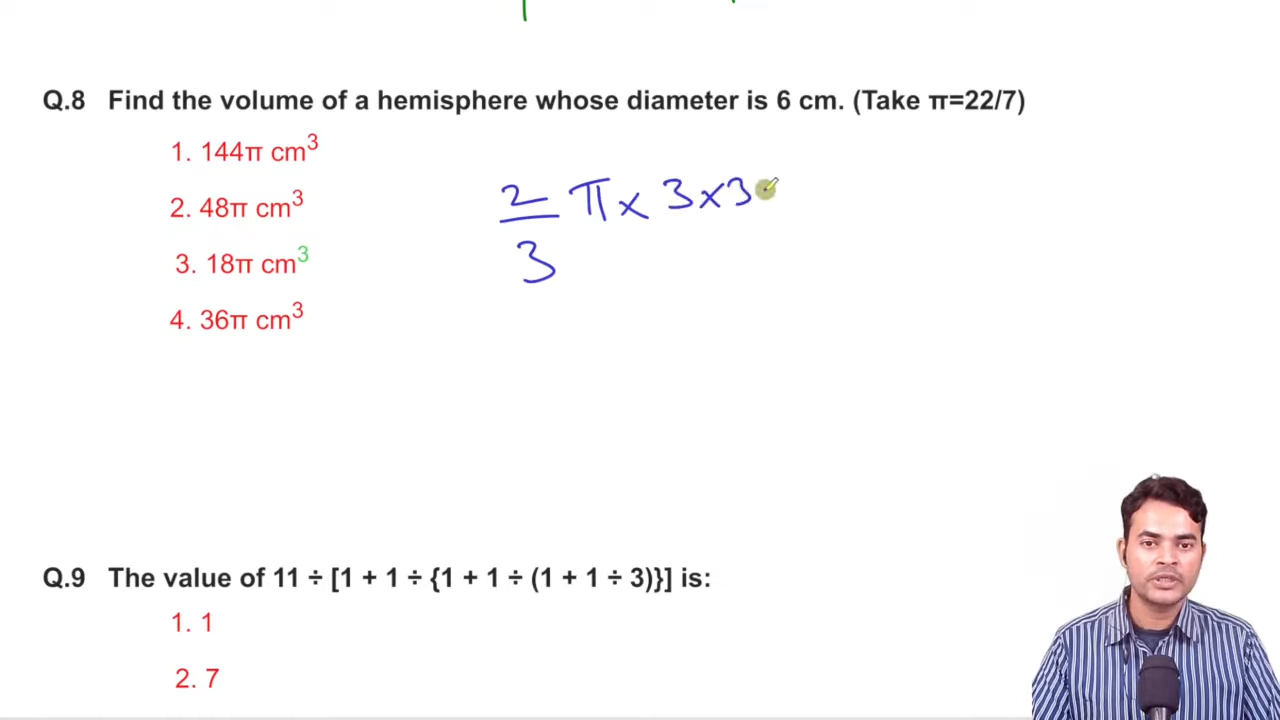 Q.8 Find the volume of a hemisphere whose diameter is 6 cm. (Take π=22/7)
1. 144π cm³
2. 48π cm³
3. 18π cm³
4. 36π cm³
2/3 π × 3 × 3
Q.9 The value of 11 ÷ [1 + 1 ÷ {1 + 1 ÷ (1 + 1 ÷ 3)}] is:
1. 1
2. 7